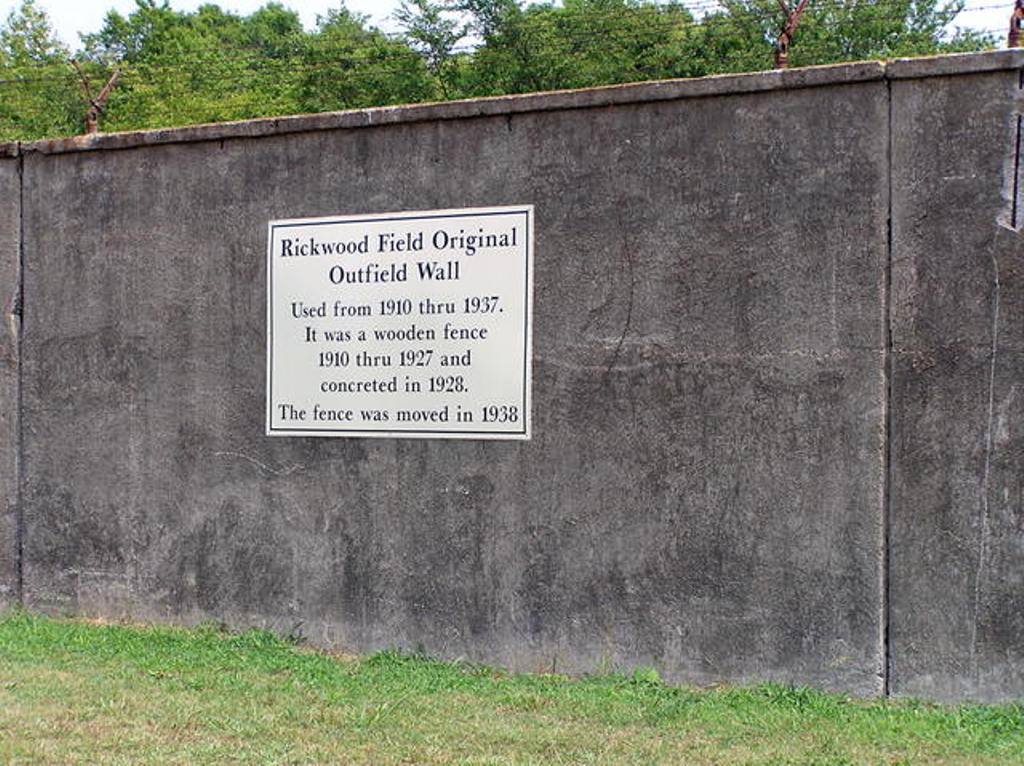 Rickwood Field Original
Outfield Wall
Used from 1910 thru 1937.
It was a wooden fence
1910 thru 1927 and
concreted in 1928.
The fence was moved in 1938